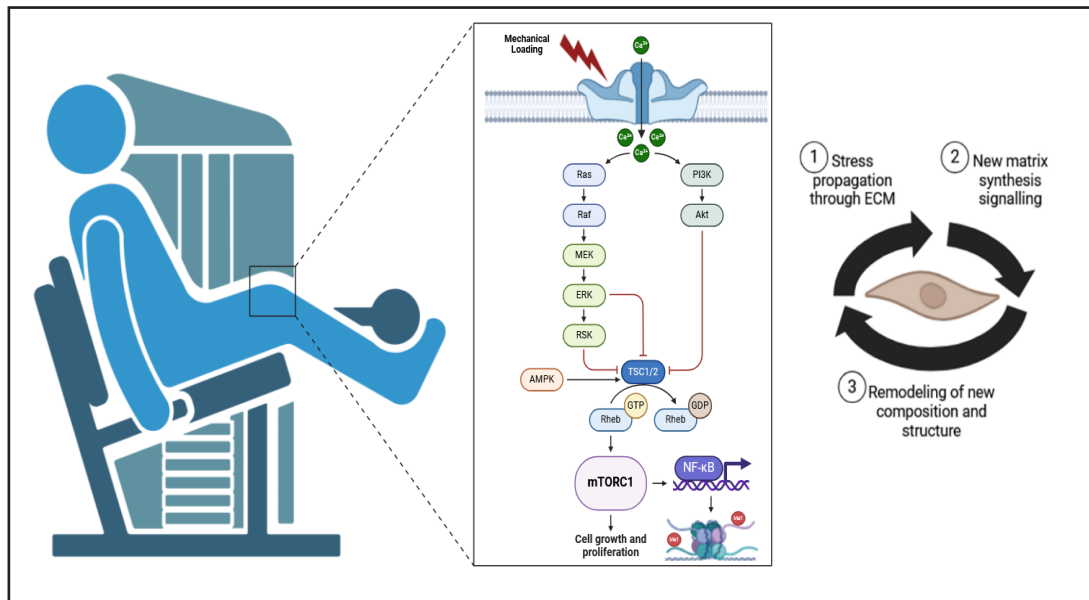 Mechanical
Loading
Ca²⁺
Ca²⁺
Ca²⁺
Ca²⁺
Ras
PI3K
Raf
Akt
MEK
ERK
RSK
TSC1/2
AMPK
GTP
GDP
Rheb
Rheb
mTORC1
NF-κB
Cell growth and
proliferation
Met
Met
1 Stress
propagation
through ECM
2 New matrix
synthesis
signalling
3 Remodeling of new
composition and
structure